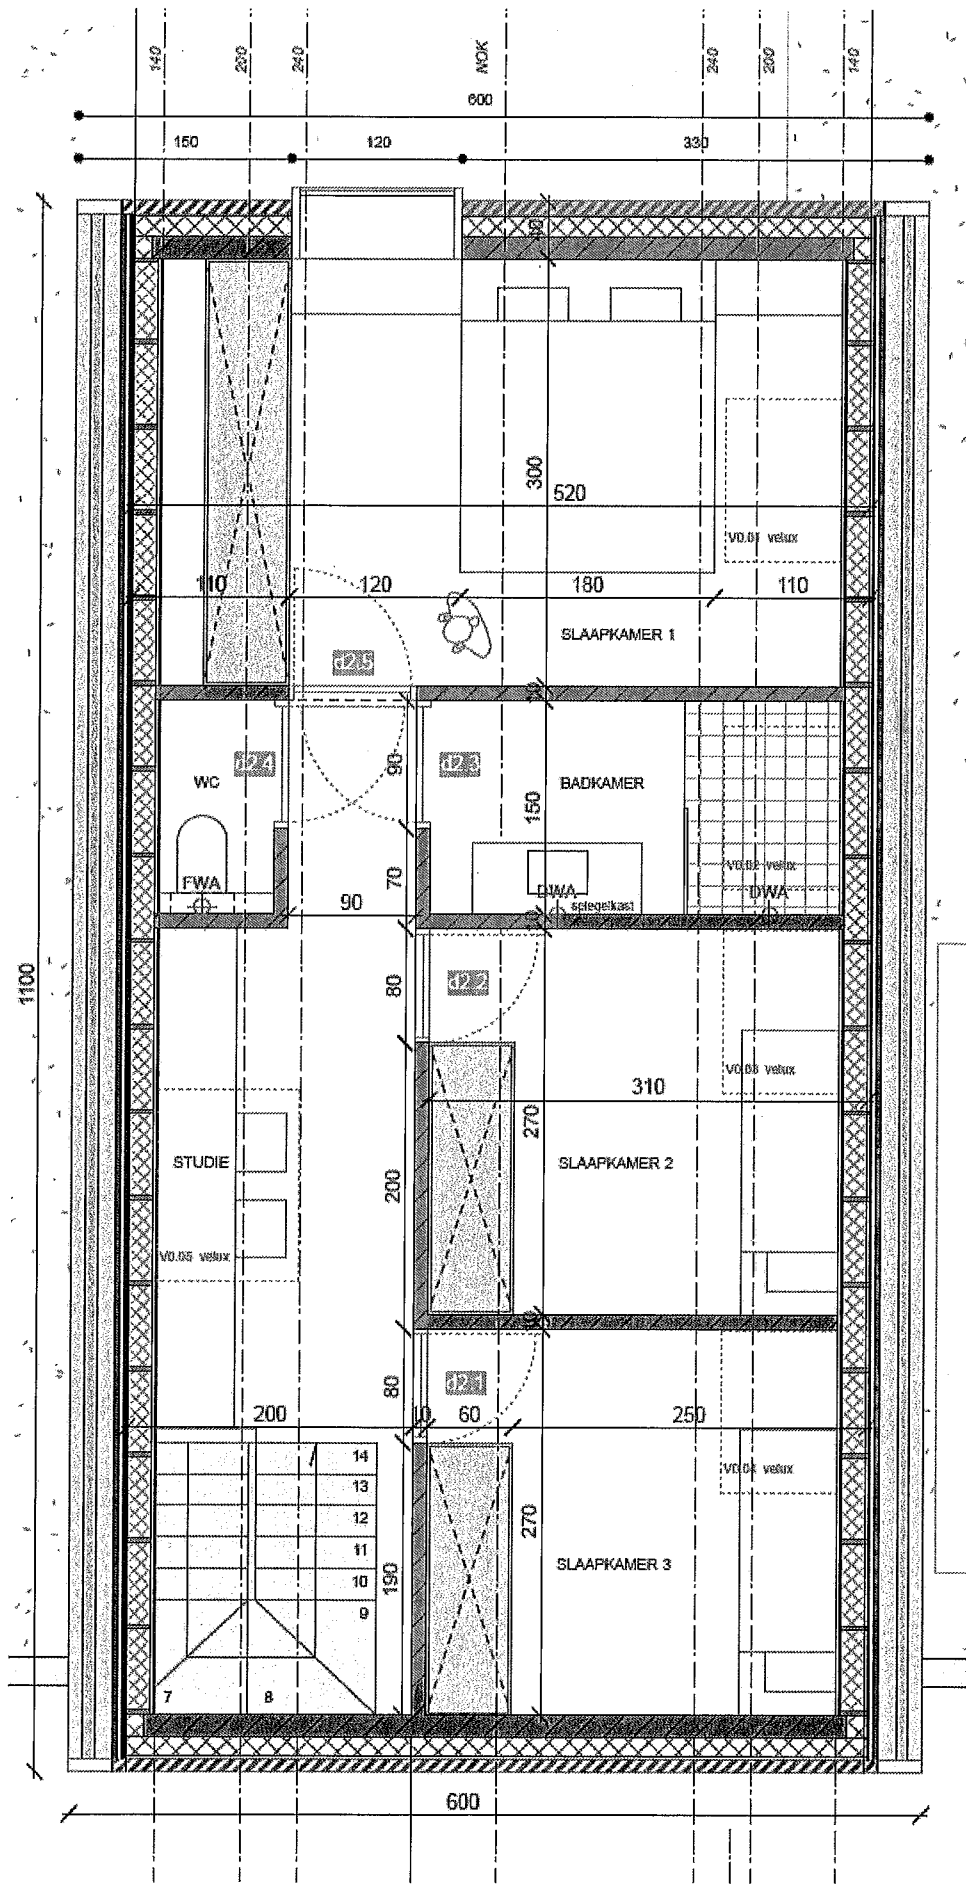 140
200
240
NOK
240
200
140
600
150
120
330
40
300
520
V0.01 velux
110
120
180
110
SLAAPKAMER 1
d2.5
10
d2.4
90
d2.3
WC
BADKAMER
150
V0.02 velux
FWA
70
DWA
DWA
90
spiegelkast
10
1100
80
d2.2
V0.03 velux
310
270
STUDIE
200
SLAAPKAMER 2
V0.05 velux
10
80
d2.1
200
10
60
250
14
V0.04 velux
13
12
270
11
SLAAPKAMER 3
10
190
9
7
8
600